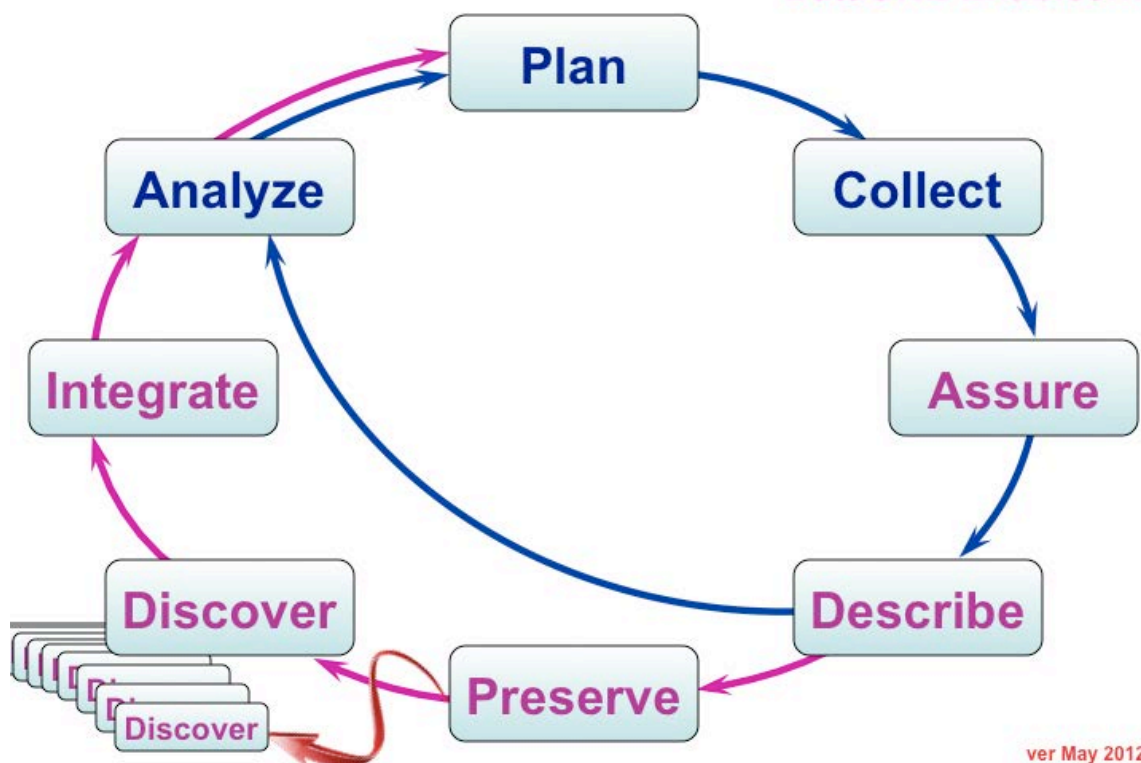 Plan
Analyze
Collect
Integrate
Assure
Discover
Describe
Preserve
Discover
ver May 2012